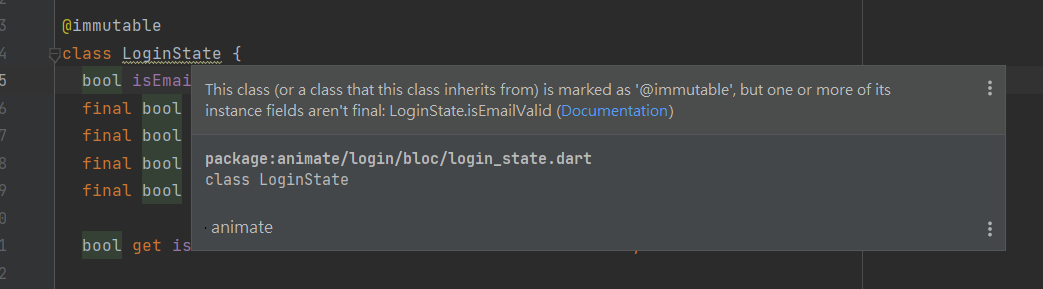 3 @immutable
4 class LoginState {
5 bool isEmai
This class (or a class that this class inherits from) is marked as '@immutable', but one or more of its
instance fields aren't final: LoginState.isEmailValid (Documentation)
6 final bool
7 final bool
8 final bool
package:animate/login/bloc/login_state.dart
9 final bool
class LoginState
0
· animate
1 bool get is
2